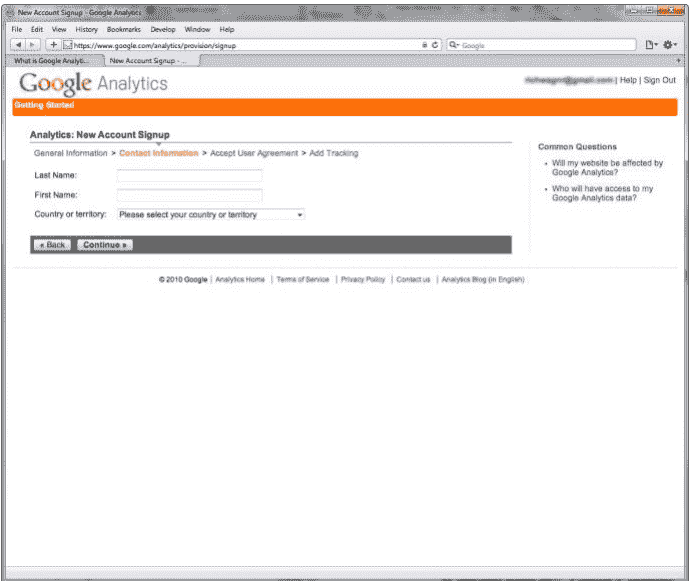 New Account Signup - Google Analytics
File Edit View History Bookmarks Develop Window Help
https://www.google.com/analytics/provision/signup
Google
What is Google Analyti...
New Account Signup - ...
Google Analytics
| Help | Sign Out
Getting Started
Analytics: New Account Signup
General Information > Contact Information > Accept User Agreement > Add Tracking
Last Name:
First Name:
Country or territory: Please select your country or territory
« Back Continue »
Common Questions
• Will my website be affected by
Google Analytics?
• Who will have access to my
Google Analytics data?
© 2010 Google | Analytics Home | Terms of Service | Privacy Policy | Contact us | Analytics Blog (in English)